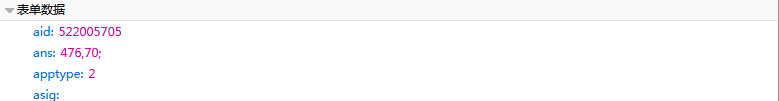 表单数据
aid: 522005705
ans: 476,70;
apptype: 2
asig: